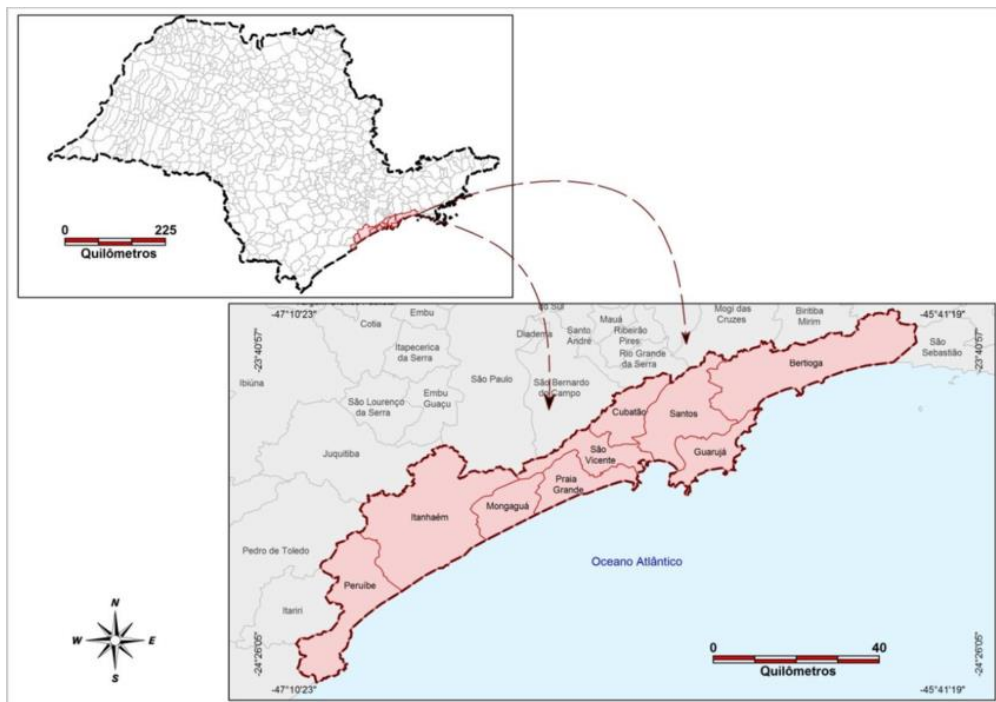 0 225
Quilômetros
-47°10'23"
-45°41'19"
-23°40'57"
-23°40'57"
Cotia
Embu
do Sul
Diadema
Santo
André
Mauá
Ribeirão
Pires
Rio Grande
da Serra
Mogi das
Cruzes
Biritiba
Mirim
São
Sebastião
Itapecerica
da Serra
Ibiúna
São Lourenço
da Serra
Embu
Guaçu
São Paulo
São Bernardo
do Campo
Juquitiba
Bertioga
Cubatão
Santos
Guarujá
São
Vicente
Praia
Grande
Mongaguá
Itanhaém
Pedro de Toledo
Peruíbe
Itariri
Oceano Atlântico
N
W E
S
0 40
Quilômetros
-24°26'05"
-24°26'05"
-47°10'23"
-45°41'19"